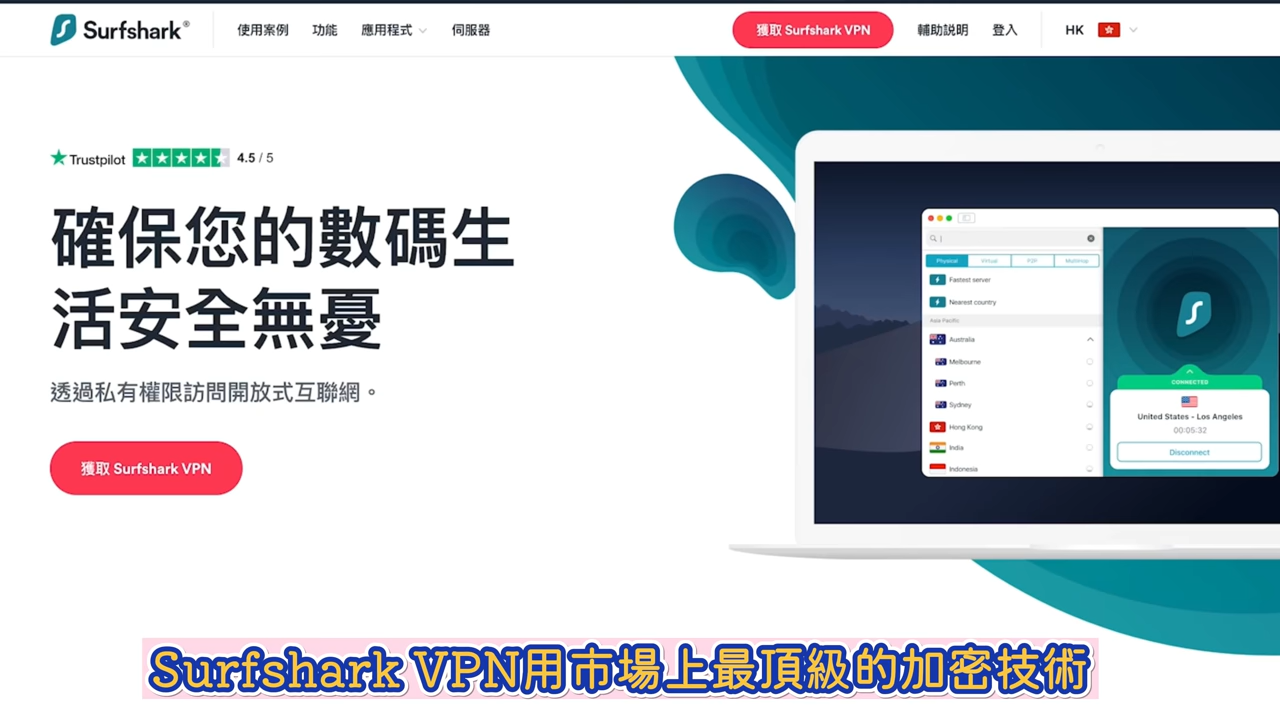 Surfshark®
使用案例 功能 應用程式 伺服器
獲取 Surfshark VPN 輔助説明 登入 HK
Trustpilot 4.5 / 5
確保您的數碼生
活安全無憂
透過私有權限訪問開放式互聯網。
獲取 Surfshark VPN
Physical Virtual P2P MultiHop
Fastest server
Nearest country
Asia Pacific
Australia
Melbourne
Perth
Sydney
Hong Kong
India
Indonesia
CONNECTED
United States - Los Angeles
00:05:32
Disconnect
Surfshark VPN用市場上最頂級的加密技術